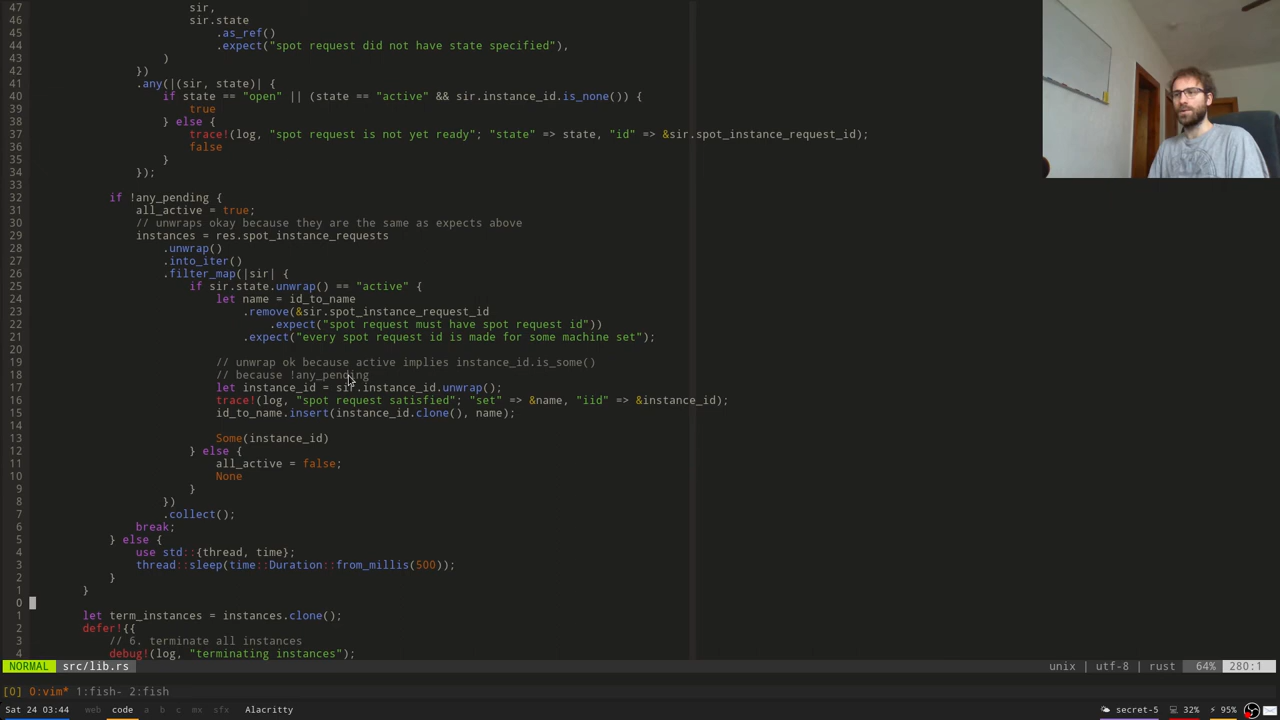 47                         sir,
46                         sir.state
45                             .as_ref()
44                             .expect("spot request did not have state specified"),
43                     )
42                 })
41                 .any(|(sir, state)| {
40                     if state == "open" || (state == "active" && sir.instance_id.is_none()) {
39                         true
38                     } else {
37                         trace!(log, "spot request is not yet ready"; "state" => state, "id" => &sir.spot_instance_request_id);
36                         false
35                     }
34                 });
33
32             if !any_pending {
31                 all_active = true;
30                 // unwraps okay because they are the same as expects above
29                 instances = res.spot_instance_requests
28                     .unwrap()
27                     .into_iter()
26                     .filter_map(|sir| {
25                         if sir.state.unwrap() == "active" {
24                             let name = id_to_name
23                                 .remove(&sir.spot_instance_request_id
22                                     .expect("spot request must have spot request id"))
21                                 .expect("every spot request id is made for some machine set");
20
19                             // unwrap ok because active implies instance_id.is_some()
18                             // because !any_pending
17                             let instance_id = sir.instance_id.unwrap();
16                             trace!(log, "spot request satisfied"; "set" => &name, "iid" => &instance_id);
15                             id_to_name.insert(instance_id.clone(), name);
14
13                             Some(instance_id)
12                         } else {
11                             all_active = false;
10                             None
9                         }
8                     })
7                     .collect();
6                 break;
5             } else {
4                 use std::{thread, time};
3                 thread::sleep(time::Duration::from_millis(500));
2             }
1         }
0
1         let term_instances = instances.clone();
2         defer!{{
3             // 6. terminate all instances
4             debug!(log, "terminating instances");
NORMAL src/lib.rs unix | utf-8 | rust 64% 280:1
[0] 0:vim* 1:fish- 2:fish
Sat 24 03:44 web code a b c mx sfx Alacritty secret-5 32% 95%